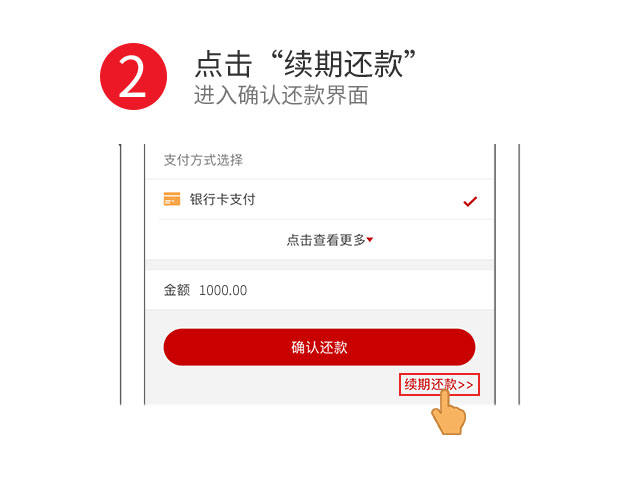 2
点击“续期还款”
进入确认还款界面
支付方式选择
银行卡支付
点击查看更多
金额 1000.00
确认还款
续期还款>>